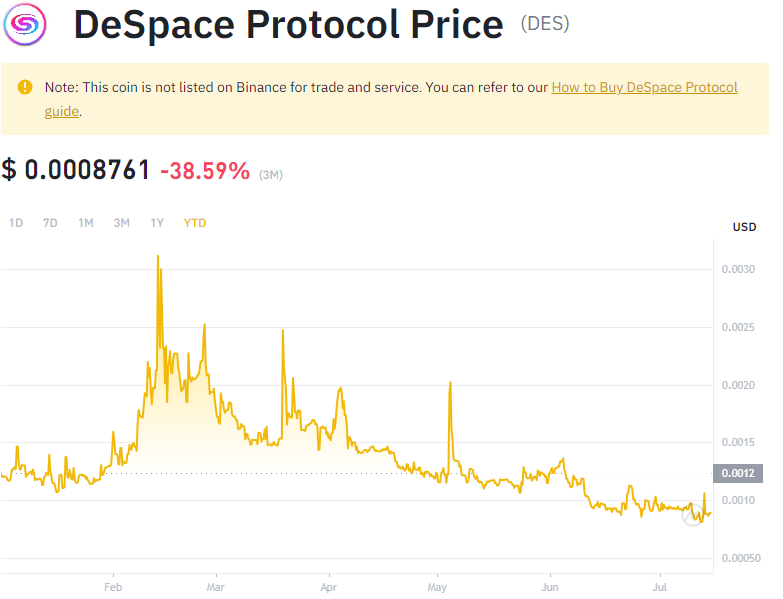 DeSpace Protocol Price (DES)
Note: This coin is not listed on Binance for trade and service. You can refer to our How to Buy DeSpace Protocol
guide.
$ 0.0008761 -38.59% (3M)
1D 7D 1M 3M 1Y YTD
USD
0.0030
0.0025
0.0020
0.0015
0.0012
0.0010
0.00050
Feb Mar Apr May Jun Jul